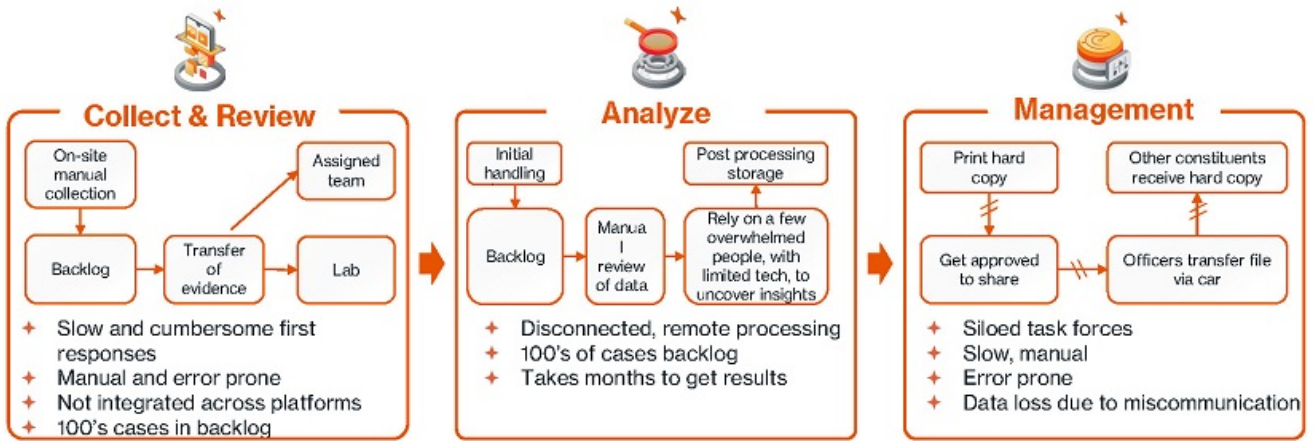 Collect & Review
On-site
manual
collection
Assigned
team
Backlog
Transfer
of
evidence
Lab
Slow and cumbersome first
responses
Manual and error prone
Not integrated across platforms
100's cases in backlog
Analyze
Initial
handling
Post processing
storage
Backlog
Manua
l
review
of data
Rely on a few
overwhelmed
people, with
limited tech, to
uncover insights
Disconnected, remote processing
100's of cases backlog
Takes months to get results
Management
Print hard
copy
Other constituents
receive hard copy
Get approved
to share
Officers transfer file
via car
Siloed task forces
Slow, manual
Error prone
Data loss due to miscommunication